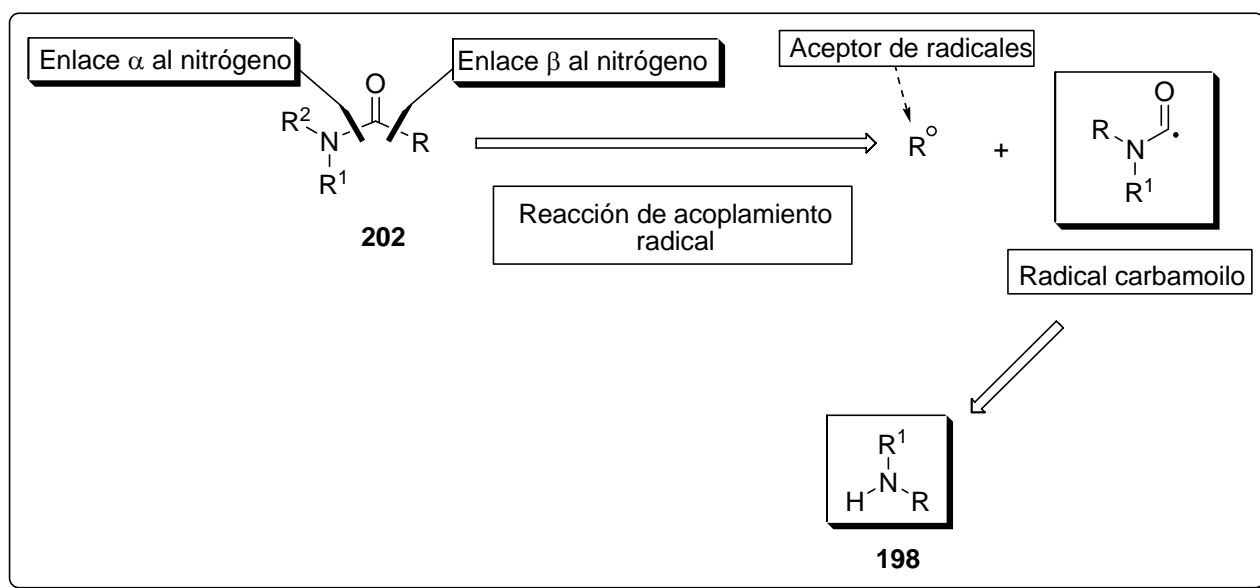 Enlace α al nitrógeno
Enlace β al nitrógeno
Aceptor de radicales
O
R² N R
R¹
202
Reacción de acoplamiento
radical
R°
+
O
R N
R¹
Radical carbamoilo
R¹
H N R
198